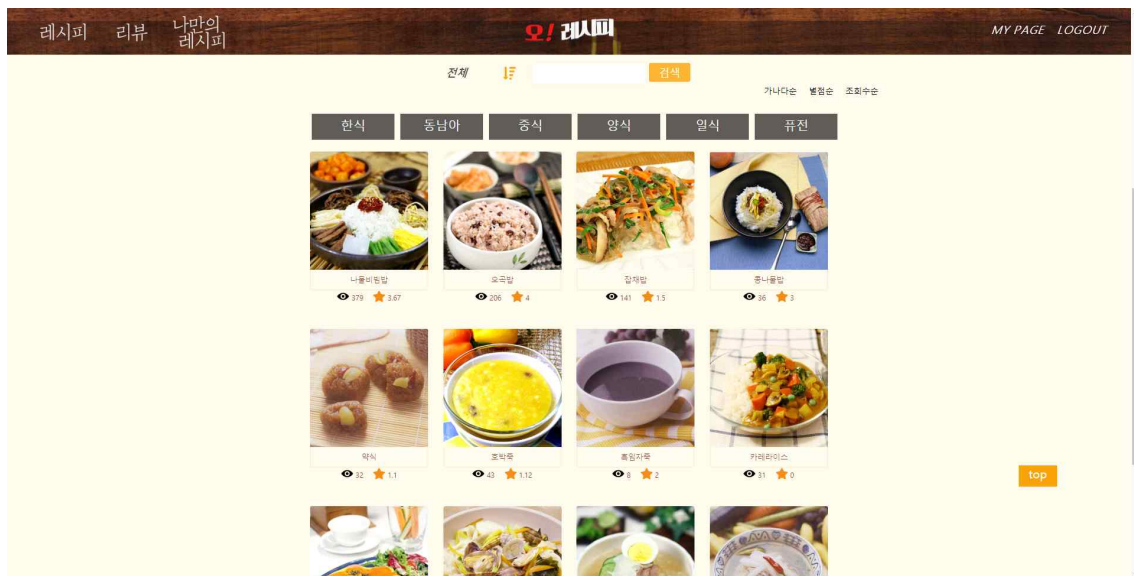 레시피
리뷰
나만의
레시피
오! 레시피
MY PAGE LOGOUT
전체
검색
가나다순 별점순 조회수순
한식 동남아 중식 양식 일식 퓨전
나물비빔밥 오곡밥 잡채밥 콩나물밥
379 3.67 206 4 141 1.5 36 3
약식 호박죽 흑임자죽 카레라이스
32 1.1 43 1.12 8 2 31 0
top